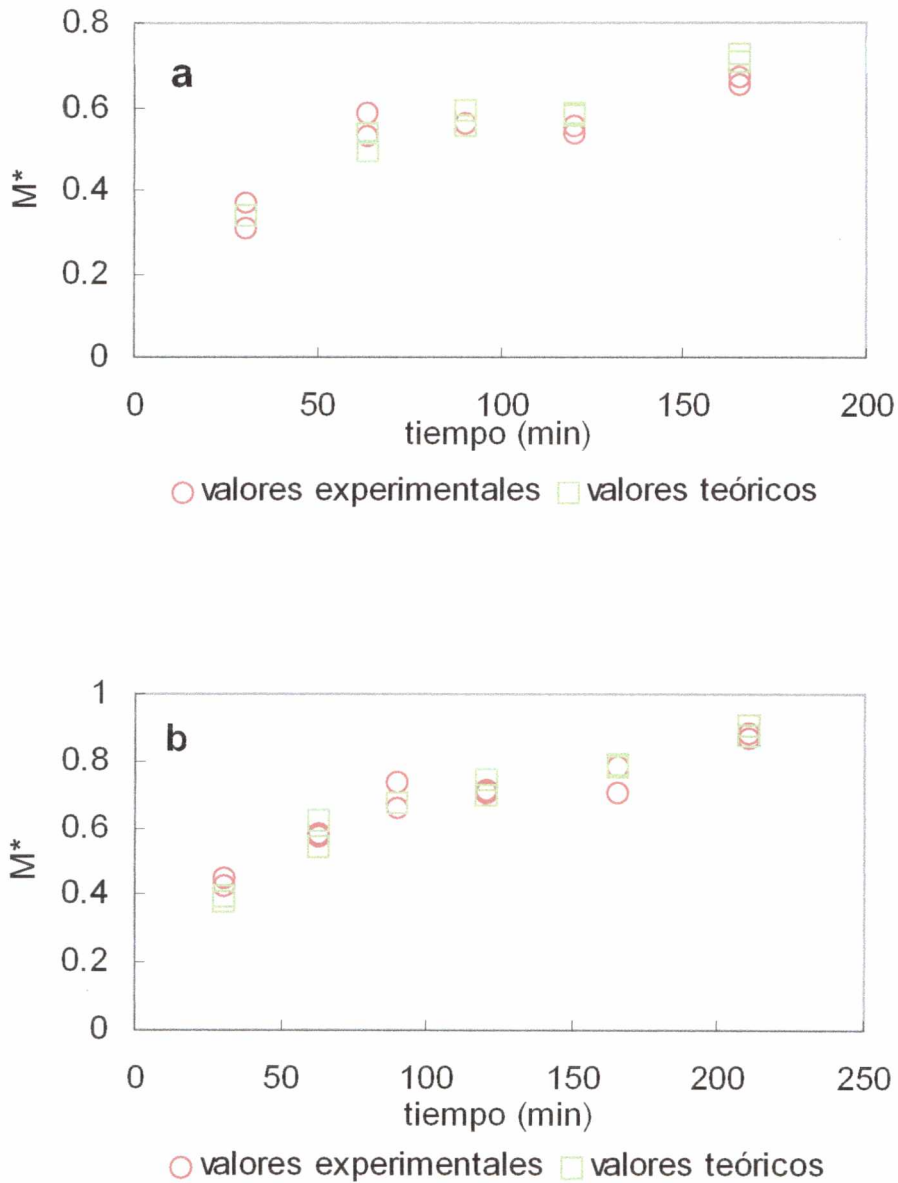 0.8
a
0.6
M*
0.4
0.2
0
0 50 100 150 200
tiempo (min)
valores experimentales valores teóricos
1
b
0.8
0.6
M*
0.4
0.2
0
0 50 100 150 200 250
tiempo (min)
valores experimentales valores teóricos